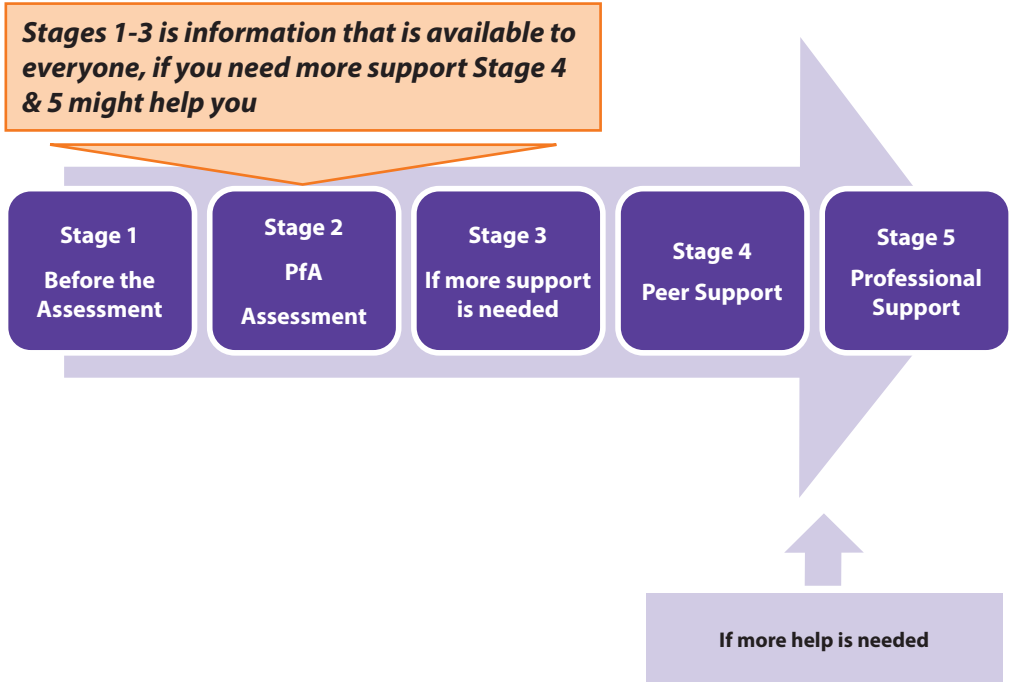 Stages 1-3 is information that is available to
everyone, if you need more support Stage 4
& 5 might help you
Stage 1
Before the
Assessment
Stage 2
PfA
Assessment
Stage 3
If more support
is needed
Stage 4
Peer Support
Stage 5
Professional
Support
If more help is needed